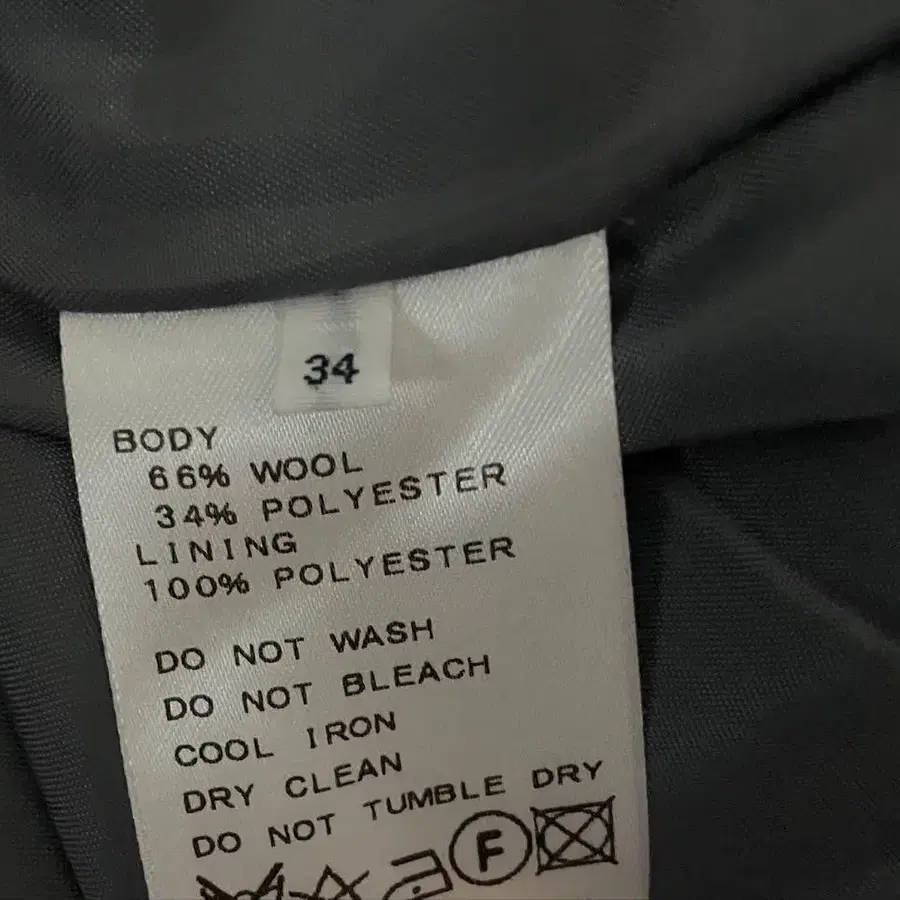 34
BODY
66% WOOL
34% POLYESTER
LINING
100% POLYESTER
DO NOT WASH
DO NOT BLEACH
COOL IRON
DRY CLEAN
DO NOT TUMBLE DRY
F